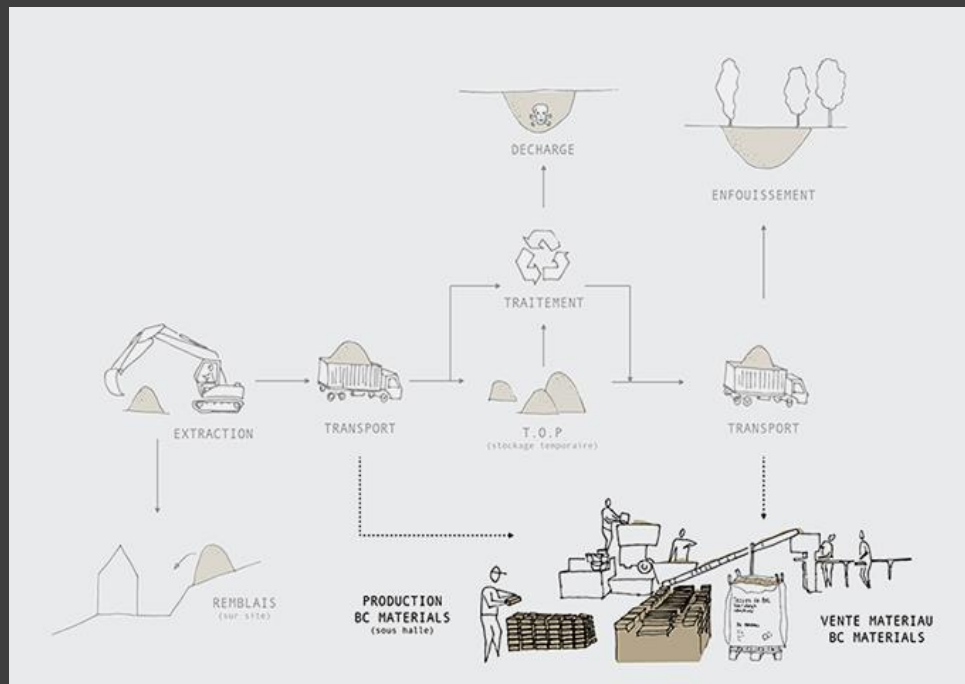 DECHARGE
ENFOUISSEMENT
TRAITEMENT
EXTRACTION
TRANSPORT
T.O.P
(stockage temporaire)
TRANSPORT
REMBLAIS
(sur site)
PRODUCTION
BC MATERIALS
(sous halle)
VENTE MATERIAU
BC MATERIALS